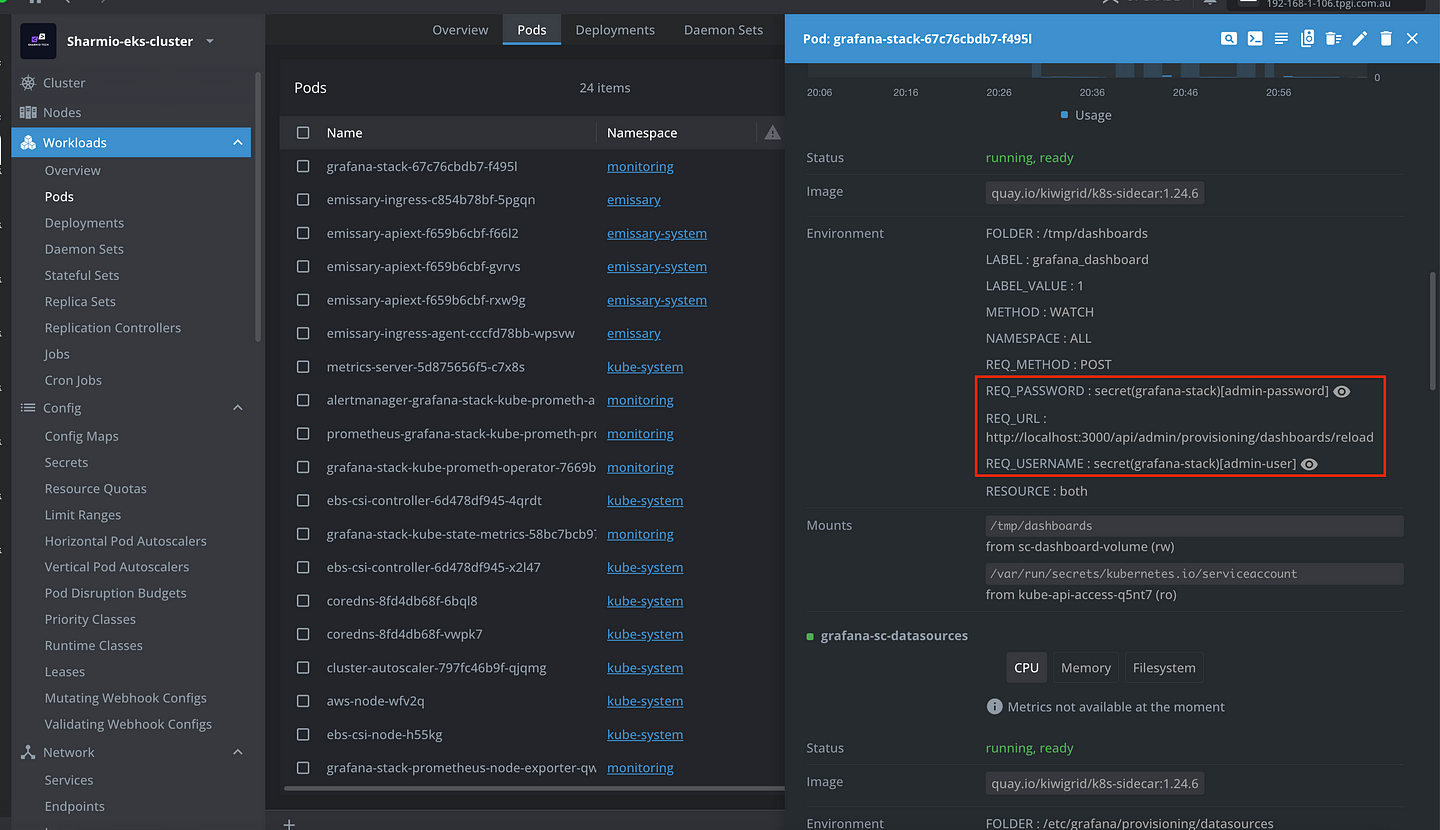 192-168-1-106.tpgi.com.au
SHARMIO TECH
Sharmio-eks-cluster
Cluster
Nodes
Workloads
Overview
Pods
Deployments
Daemon Sets
Stateful Sets
Replica Sets
Replication Controllers
Jobs
Cron Jobs
Config
Config Maps
Secrets
Resource Quotas
Limit Ranges
Horizontal Pod Autoscalers
Vertical Pod Autoscalers
Pod Disruption Budgets
Priority Classes
Runtime Classes
Leases
Mutating Webhook Configs
Validating Webhook Configs
Network
Services
Endpoints
Overview Pods Deployments Daemon Sets
Pods 24 items
Name Namespace
grafana-stack-67c76cbdb7-f495l monitoring
emissary-ingress-c854b78bf-5pgqn emissary
emissary-apiext-f659b6cbf-f66l2 emissary-system
emissary-apiext-f659b6cbf-gvrvs emissary-system
emissary-apiext-f659b6cbf-rxw9g emissary-system
emissary-ingress-agent-cccfd78bb-wpsvw emissary
metrics-server-5d875656f5-c7x8s kube-system
alertmanager-grafana-stack-kube-prometh-a monitoring
prometheus-grafana-stack-kube-prometh-pro monitoring
grafana-stack-kube-prometh-operator-7669b monitoring
ebs-csi-controller-6d478df945-4qrdt kube-system
grafana-stack-kube-state-metrics-58bc7bcb97 monitoring
ebs-csi-controller-6d478df945-x2l47 kube-system
coredns-8fd4db68f-6bql8 kube-system
coredns-8fd4db68f-vwpk7 kube-system
cluster-autoscaler-797fc46b9f-qjqmg kube-system
aws-node-wfv2q kube-system
ebs-csi-node-h55kg kube-system
grafana-stack-prometheus-node-exporter-qw monitoring
Pod: grafana-stack-67c76cbdb7-f495l
0
20:06 20:16 20:26 20:36 20:46 20:56
Usage
Status running, ready
Image quay.io/kiwigrid/k8s-sidecar:1.24.6
Environment FOLDER : /tmp/dashboards
LABEL : grafana_dashboard
LABEL_VALUE : 1
METHOD : WATCH
NAMESPACE : ALL
REQ_METHOD : POST
REQ_PASSWORD : secret(grafana-stack)[admin-password]
REQ_URL :
http://localhost:3000/api/admin/provisioning/dashboards/reload
REQ_USERNAME : secret(grafana-stack)[admin-user]
RESOURCE : both
Mounts /tmp/dashboards
from sc-dashboard-volume (rw)
/var/run/secrets/kubernetes.io/serviceaccount
from kube-api-access-q5nt7 (ro)
grafana-sc-datasources
CPU Memory Filesystem
Metrics not available at the moment
Status running, ready
Image quay.io/kiwigrid/k8s-sidecar:1.24.6
Environment FOLDER : /etc/grafana/provisioning/datasources